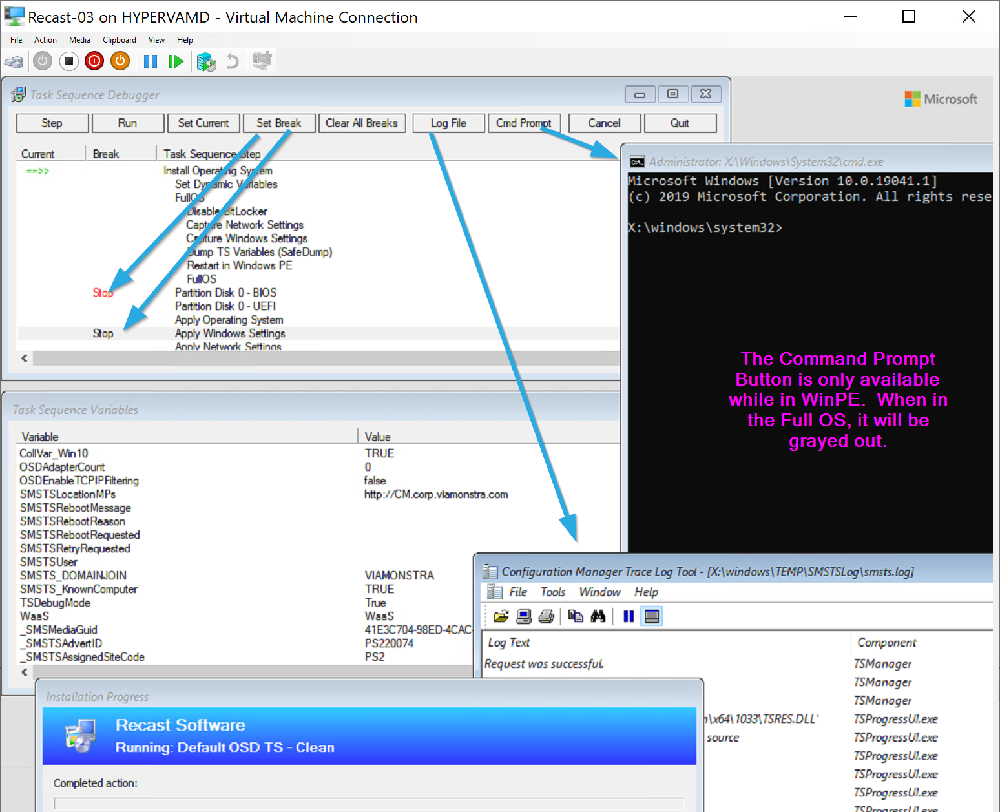 Recast-03 on HYPERVAMD - Virtual Machine Connection
File Action Media Clipboard View Help
Task Sequence Debugger
Microsoft
Step Run Set Current Set Break Clear All Breaks Log File Cmd Prompt Cancel Quit
Current Break Task Sequence Step
==>> Install Operating System
Set Dynamic Variables
FullOS
Disable BitLocker
Capture Network Settings
Capture Windows Settings
Dump TS Variables (SafeDump)
Restart in Windows PE
FullOS
Stop Partition Disk 0 - BIOS
Partition Disk 0 - UEFI
Apply Operating System
Stop Apply Windows Settings
Apply Network Settings
Administrator: X:\Windows\System32\cmd.exe
Microsoft Windows [Version 10.0.19041.1]
(c) 2019 Microsoft Corporation. All rights rese
X:\windows\system32>
The Command Prompt
Button is only available
while in WinPE. When in
the Full OS, it will be
grayed out.
Task Sequence Variables
Variable Value
CollVar_Win10 TRUE
OSDAdapterCount 0
OSDEnableTCPIPFiltering false
SMSTSLocationMPs http://CM.corp.viamonstra.com
SMSTSRebootMessage
SMSTSRebootReason
SMSTSRebootRequested
SMSTSRetryRequested
SMSTSUser
SMSTS_DOMAINJOIN VIAMONSTRA
SMSTS_KnownComputer TRUE
TSDebugMode True
WaaS WaaS
_SMSMediaGuid 41E3C704-98ED-4CAC-
_SMSTSAdvertID PS220074
_SMSTSAssignedSiteCode PS2
Configuration Manager Trace Log Tool - [X:\windows\TEMP\SMSTSLog\smsts.log]
File Tools Window Help
Log Text Component
Request was successful. TSManager
TSManager
TSManager
\x64\1033\TSRES.DLL' TSProgressUI.exe
source TSProgressUI.exe
TSProgressUI.exe
TSProgressUI.exe
TSProgressUI.exe
TSProgressUI.exe
Installation Progress
Recast Software
Running: Default OSD TS - Clean
Completed action: